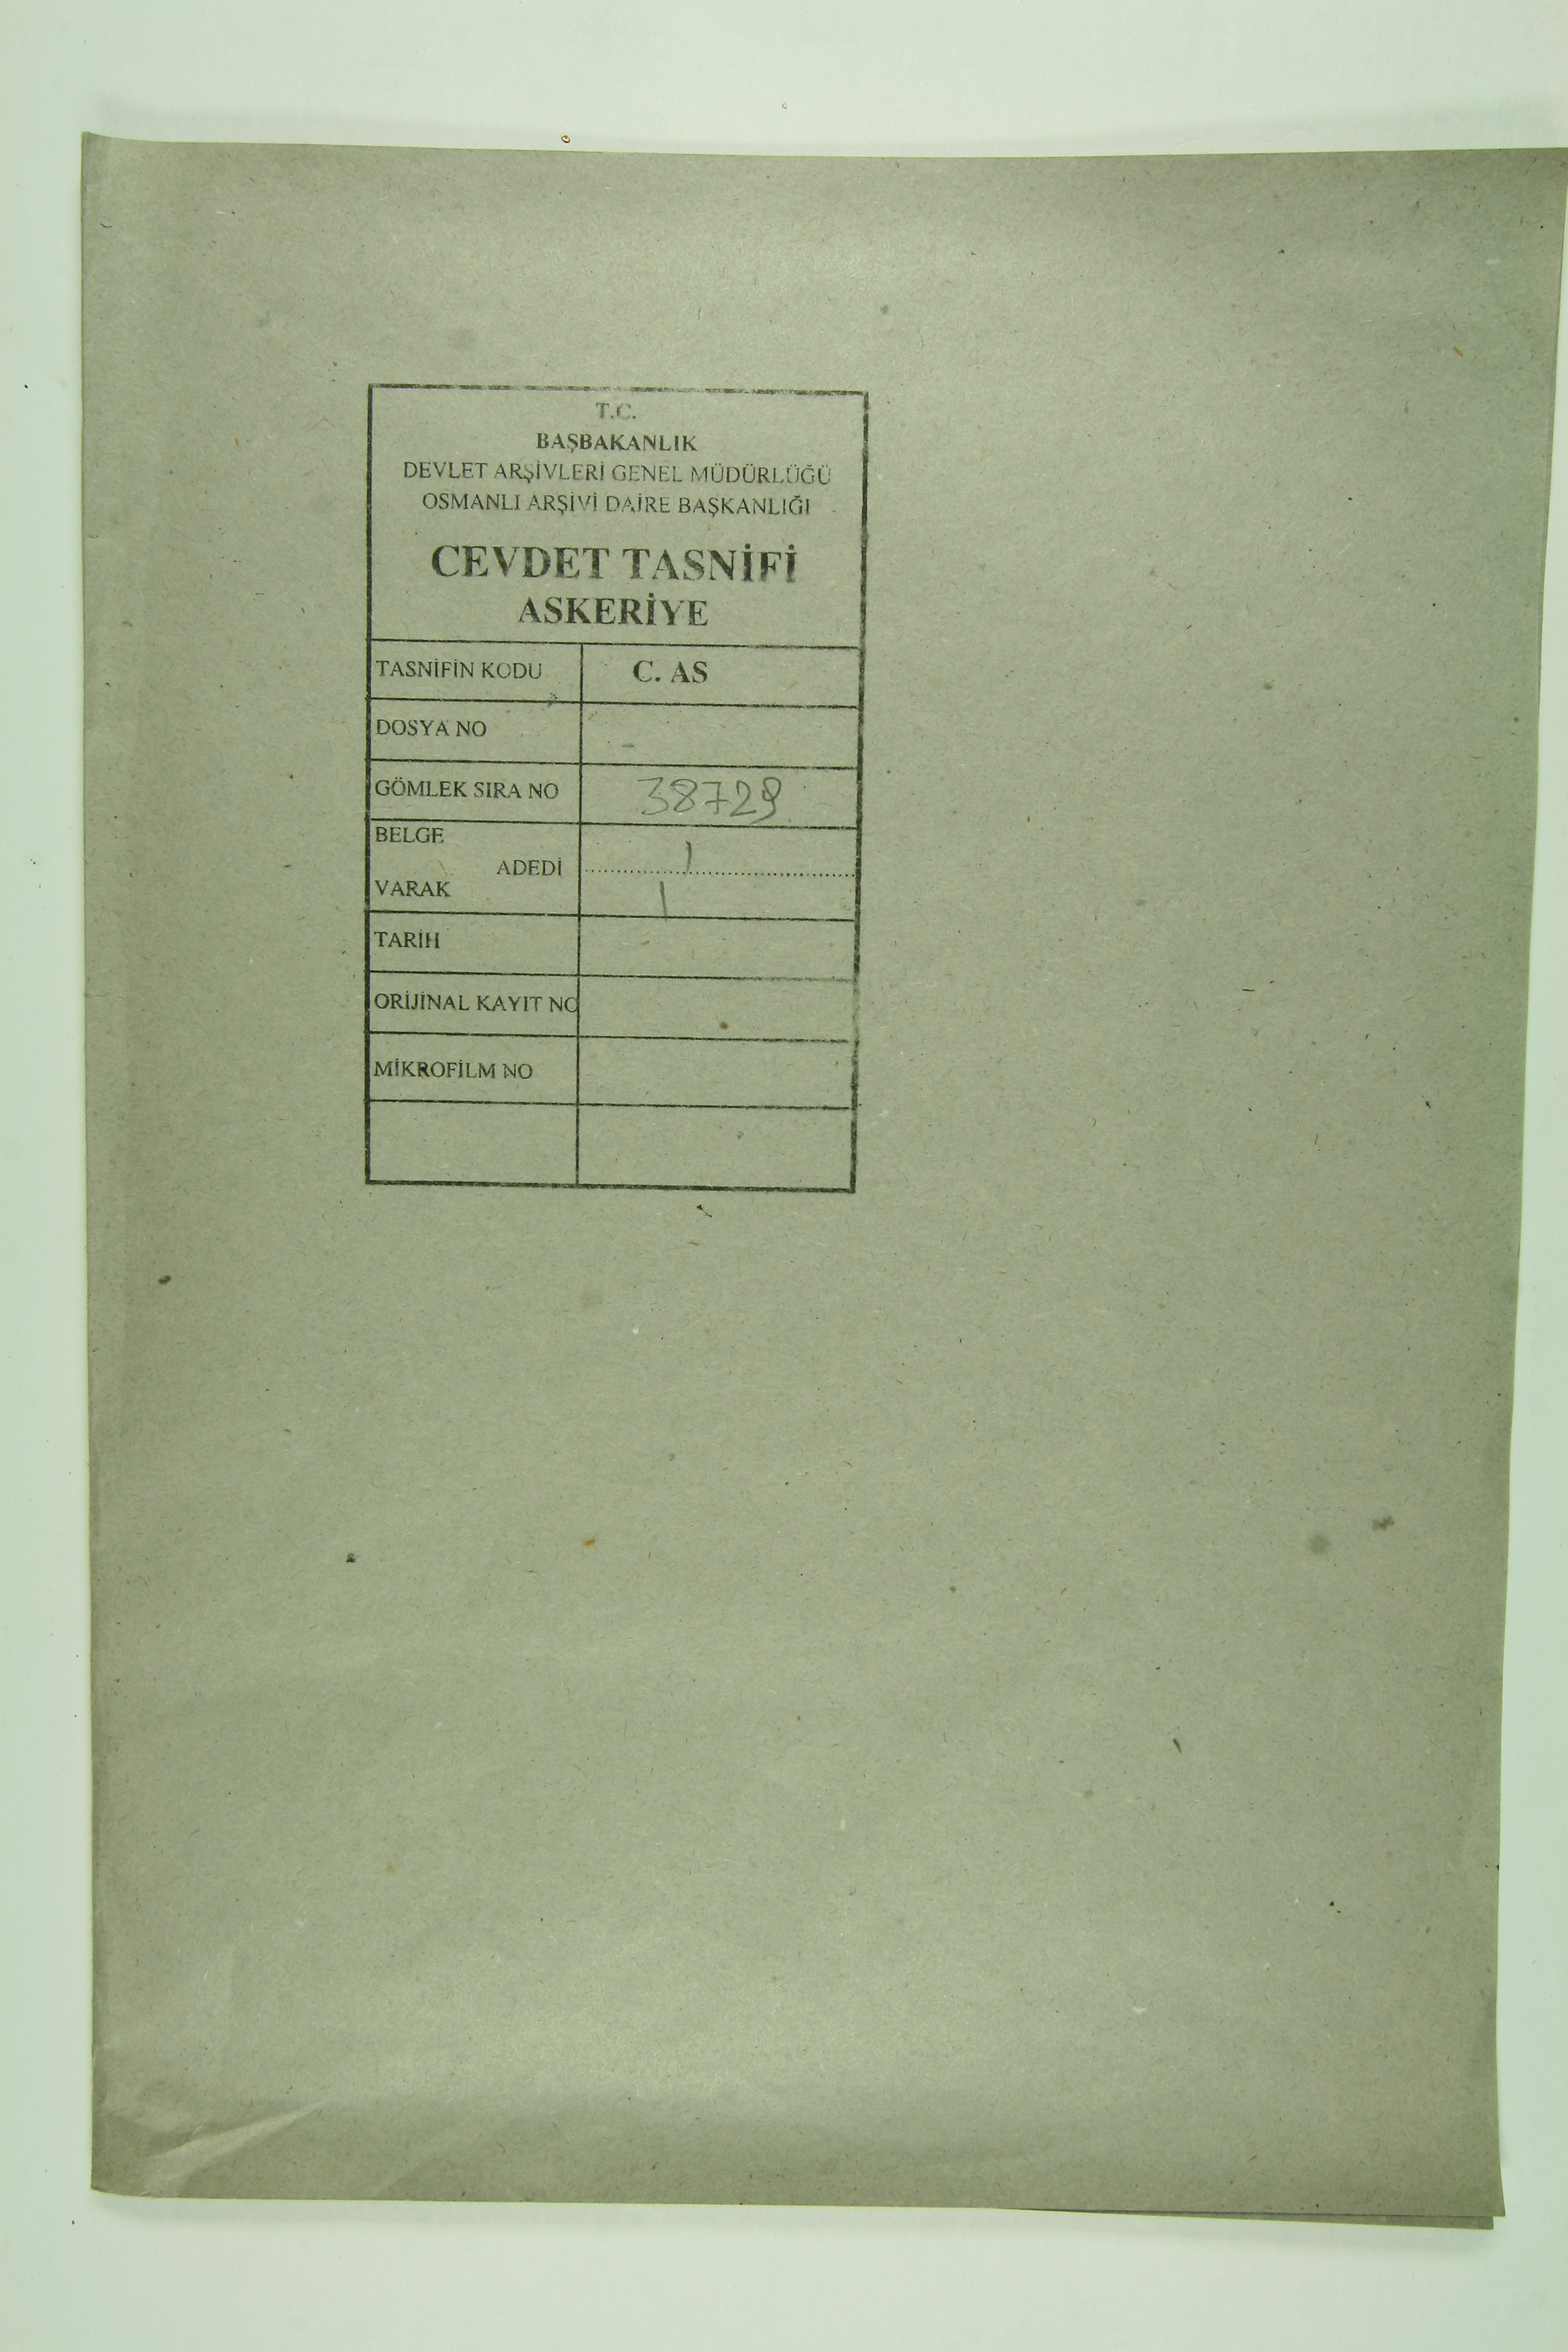 T.C.
BAŞBAKANLIK
DEVLET ARŞİVLERİ GENEL MÜDÜRLÜĞÜ
OSMANLI ARŞİVİ DAİRE BAŞKANLIĞI
CEVDET TASNİFİ
ASKERİYE
TASNİFİN KODU C. AS
DOSYA NO
GÖMLEK SIRA NO 38729
BELGE
ADEDİ 1
VARAK 1
TARİH
ORİJİNAL KAYIT NO
MİKROFİLM NO